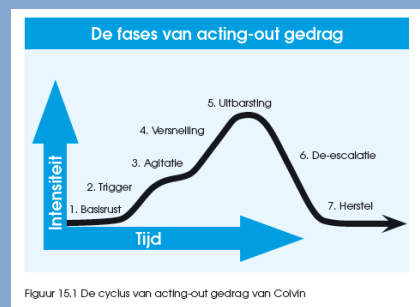 De fases van acting-out gedrag
5. Uitbarsting
4. Versnelling
3. Agitatie
6. De-escalatie
2. Trigger
1. Basisrust
7. Herstel
Intensiteit
Tijd
Figuur 15.1 De cyclus van acting-out gedrag van Colvin